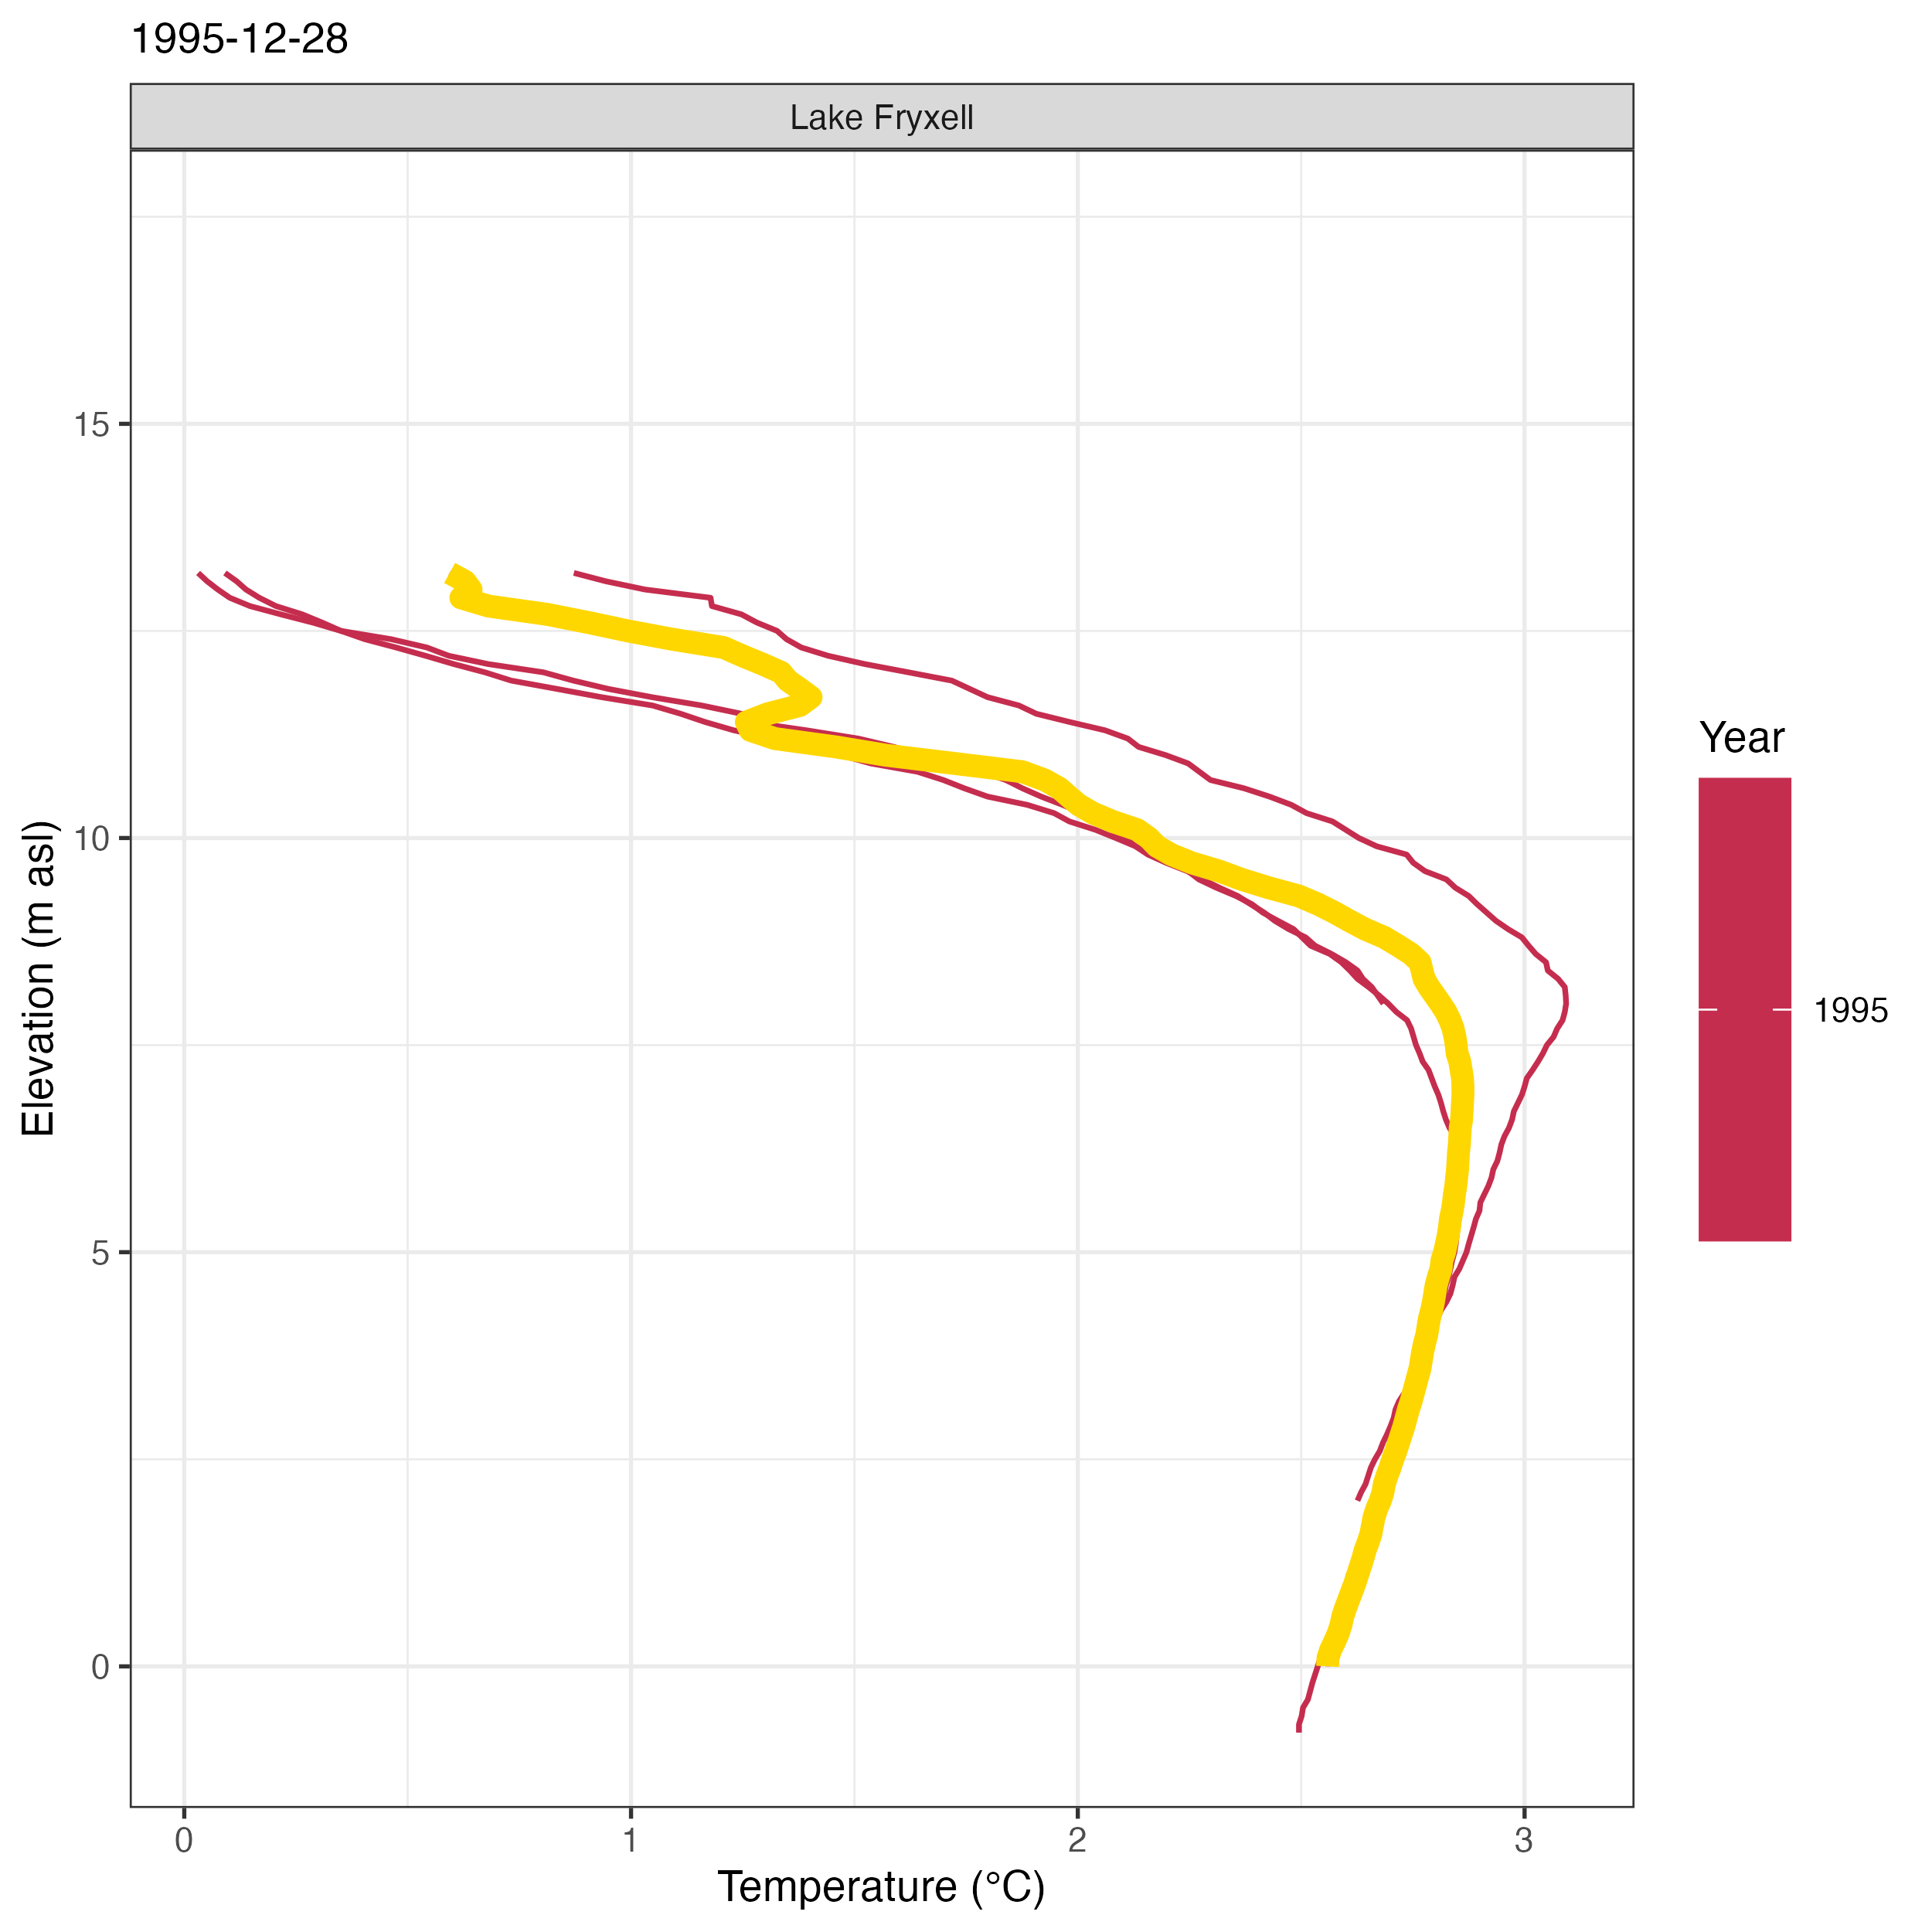 1995-12-28
Lake Fryxell
15
10
5
0
Elevation (m asl)
0 1 2 3
Temperature (°C)
Year
1995